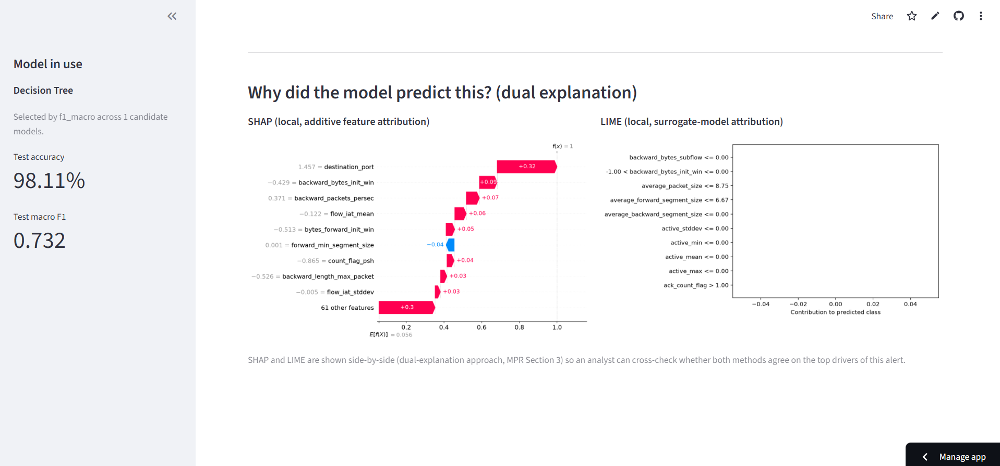 Share
Model in use
Decision Tree
Selected by f1_macro across 1 candidate
models.
Test accuracy
98.11%
Test macro F1
0.732
Why did the model predict this? (dual explanation)
SHAP (local, additive feature attribution)
f(x) = 1
1.457 = destination_port +0.32
−0.429 = backward_bytes_init_win +0.09
0.371 = backward_packets_persec +0.07
−0.122 = flow_iat_mean +0.06
−0.513 = bytes_forward_init_win +0.05
0.001 = forward_min_segment_size −0.04
−0.865 = count_flag_psh +0.04
−0.526 = backward_length_max_packet +0.03
−0.005 = flow_iat_stddev +0.03
61 other features +0.3
0.2 0.4 0.6 0.8 1.0
E[f(X)] = 0.056
LIME (local, surrogate-model attribution)
backward_bytes_subflow <= 0.00
-1.00 < backward_bytes_init_win <= 0.00
average_packet_size <= 8.75
average_forward_segment_size <= 6.67
average_backward_segment_size <= 0.00
active_stddev <= 0.00
active_min <= 0.00
active_mean <= 0.00
active_max <= 0.00
ack_count_flag > 1.00
−0.04 −0.02 0.00 0.02 0.04
Contribution to predicted class
SHAP and LIME are shown side-by-side (dual-explanation approach, MPR Section 3) so an analyst can cross-check whether both methods agree on the top drivers of this alert.
Manage app